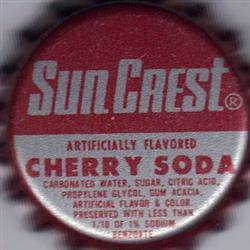 SUN CREST®
ARTIFICIALLY FLAVORED
CHERRY SODA
CARBONATED WATER, SUGAR, CITRIC ACID,
PROPYLENE GLYCOL, GUM ACACIA,
ARTIFICIAL FLAVOR & COLOR.
PRESERVED WITH LESS THAN
1/10 OF 1% SODIUM
BENZOATE